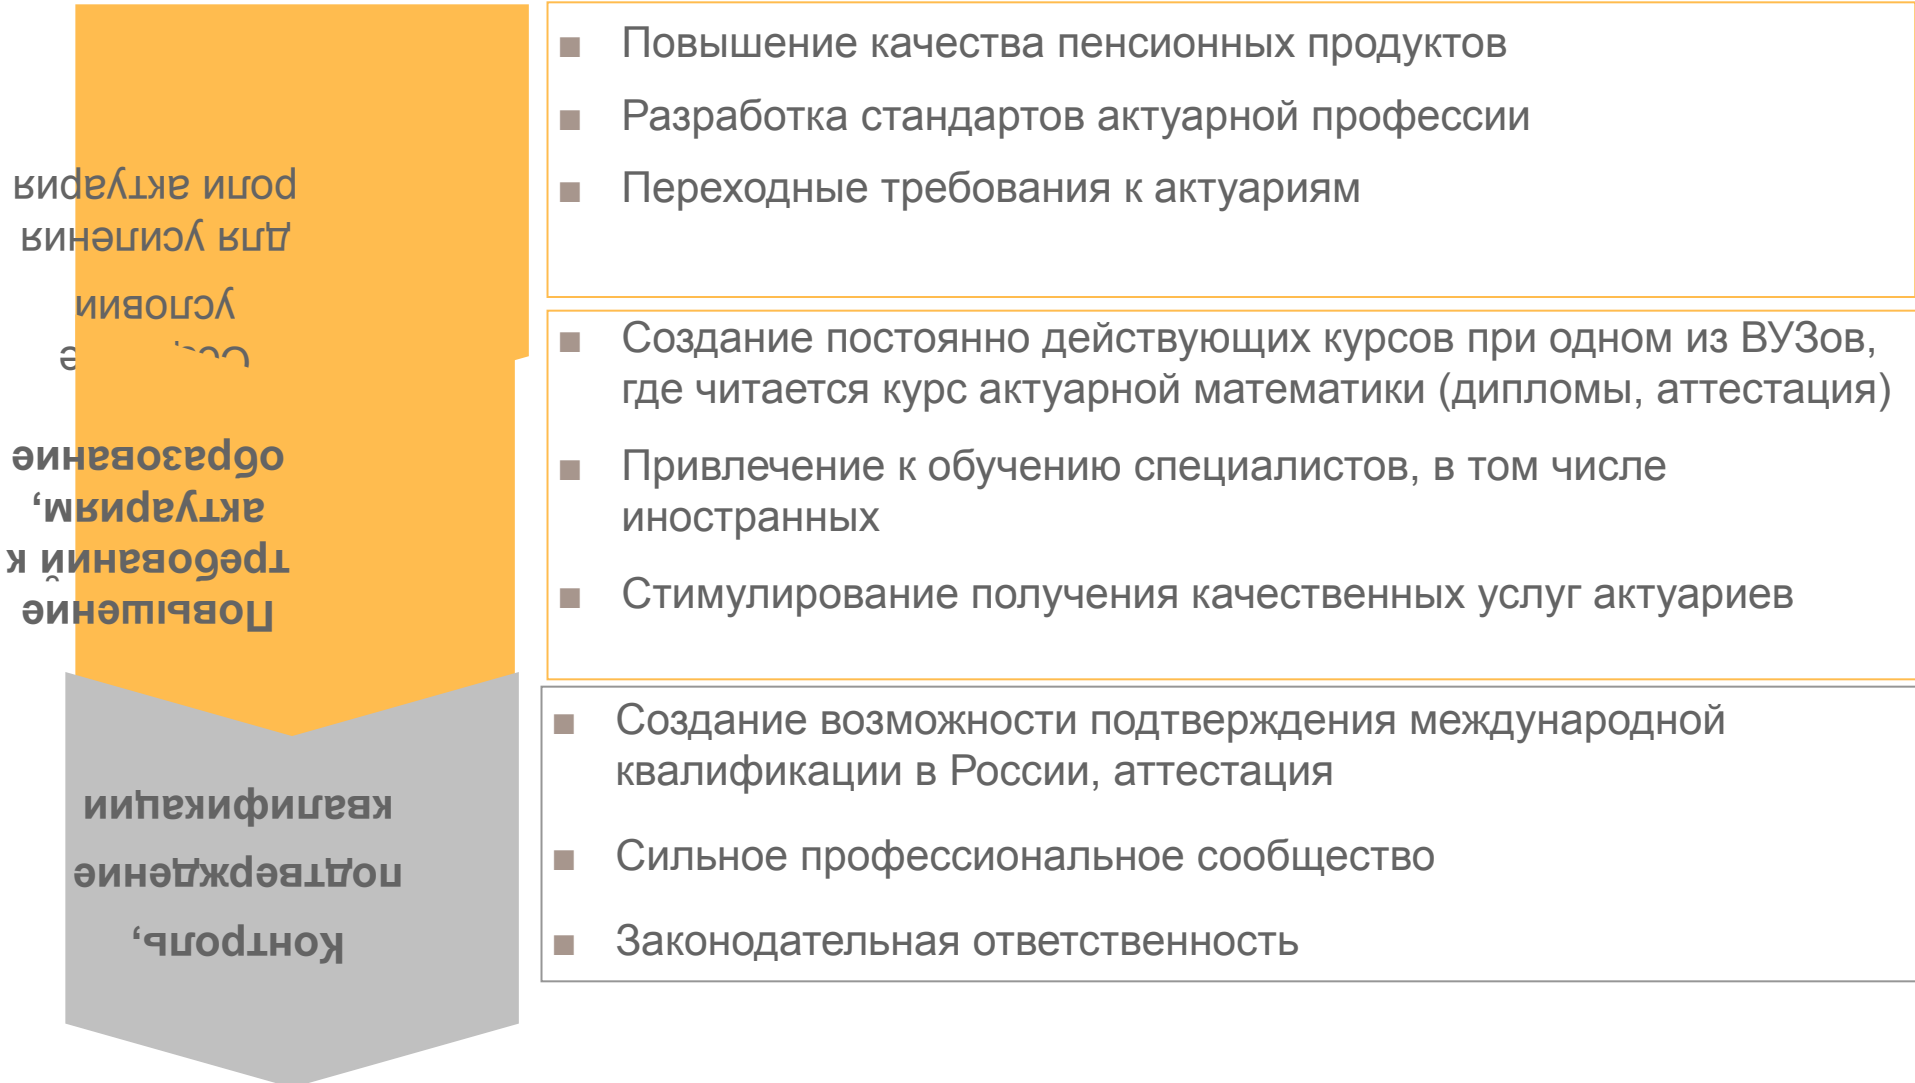 условии
для усиления
роли актуария
Повышение качества пенсионных продуктов
Разработка стандартов актуарной профессии
Переходные требования к актуариям
Повышение
требований к
актуариям,
образование
Создание постоянно действующих курсов при одном из ВУЗов,
где читается курс актуарной математики (дипломы, аттестация)
Привлечение к обучению специалистов, в том числе
иностранных
Стимулирование получения качественных услуг актуариев
Контроль,
подтверждение
квалификации
Создание возможности подтверждения международной
квалификации в России, аттестация
Сильное профессиональное сообщество
Законодательная ответственность